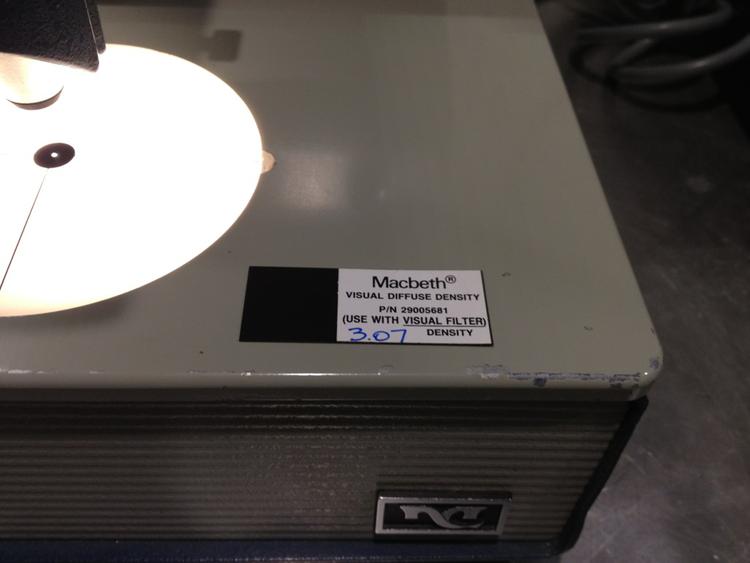 Macbeth®
VISUAL DIFFUSE DENSITY
P/N 29005681
(USE WITH VISUAL FILTER)
3.07 DENSITY